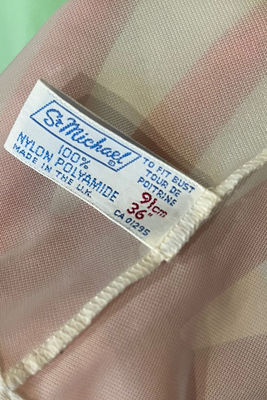 St Michael®
100%
NYLON POLYAMIDE
MADE IN THE U.K.
TO FIT BUST
TOUR DE
POITRINE
91cm
36"
CA 01295